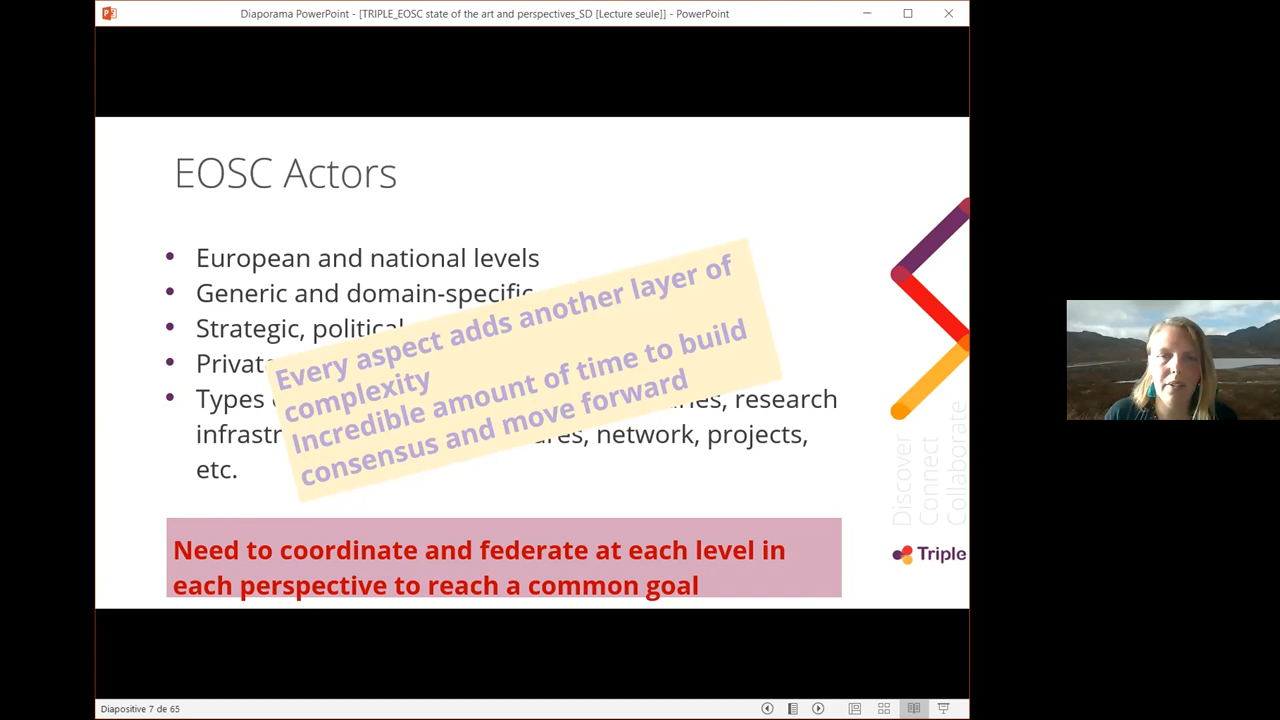 Diaporama PowerPoint - [TRIPLE_EOSC state of the art and perspectives_SD [Lecture seule]] - PowerPoint
EOSC Actors
• European and national levels
• Generic and domain-specific
• Strategic, political
• Privat
• Types
research
infrastr
network, projects,
etc.
Every aspect adds another layer of
complexity
Incredible amount of time to build
consensus and move forward
Need to coordinate and federate at each level in
each perspective to reach a common goal
Discover
Connect
Collaborate
Triple
Diapositive 7 de 65